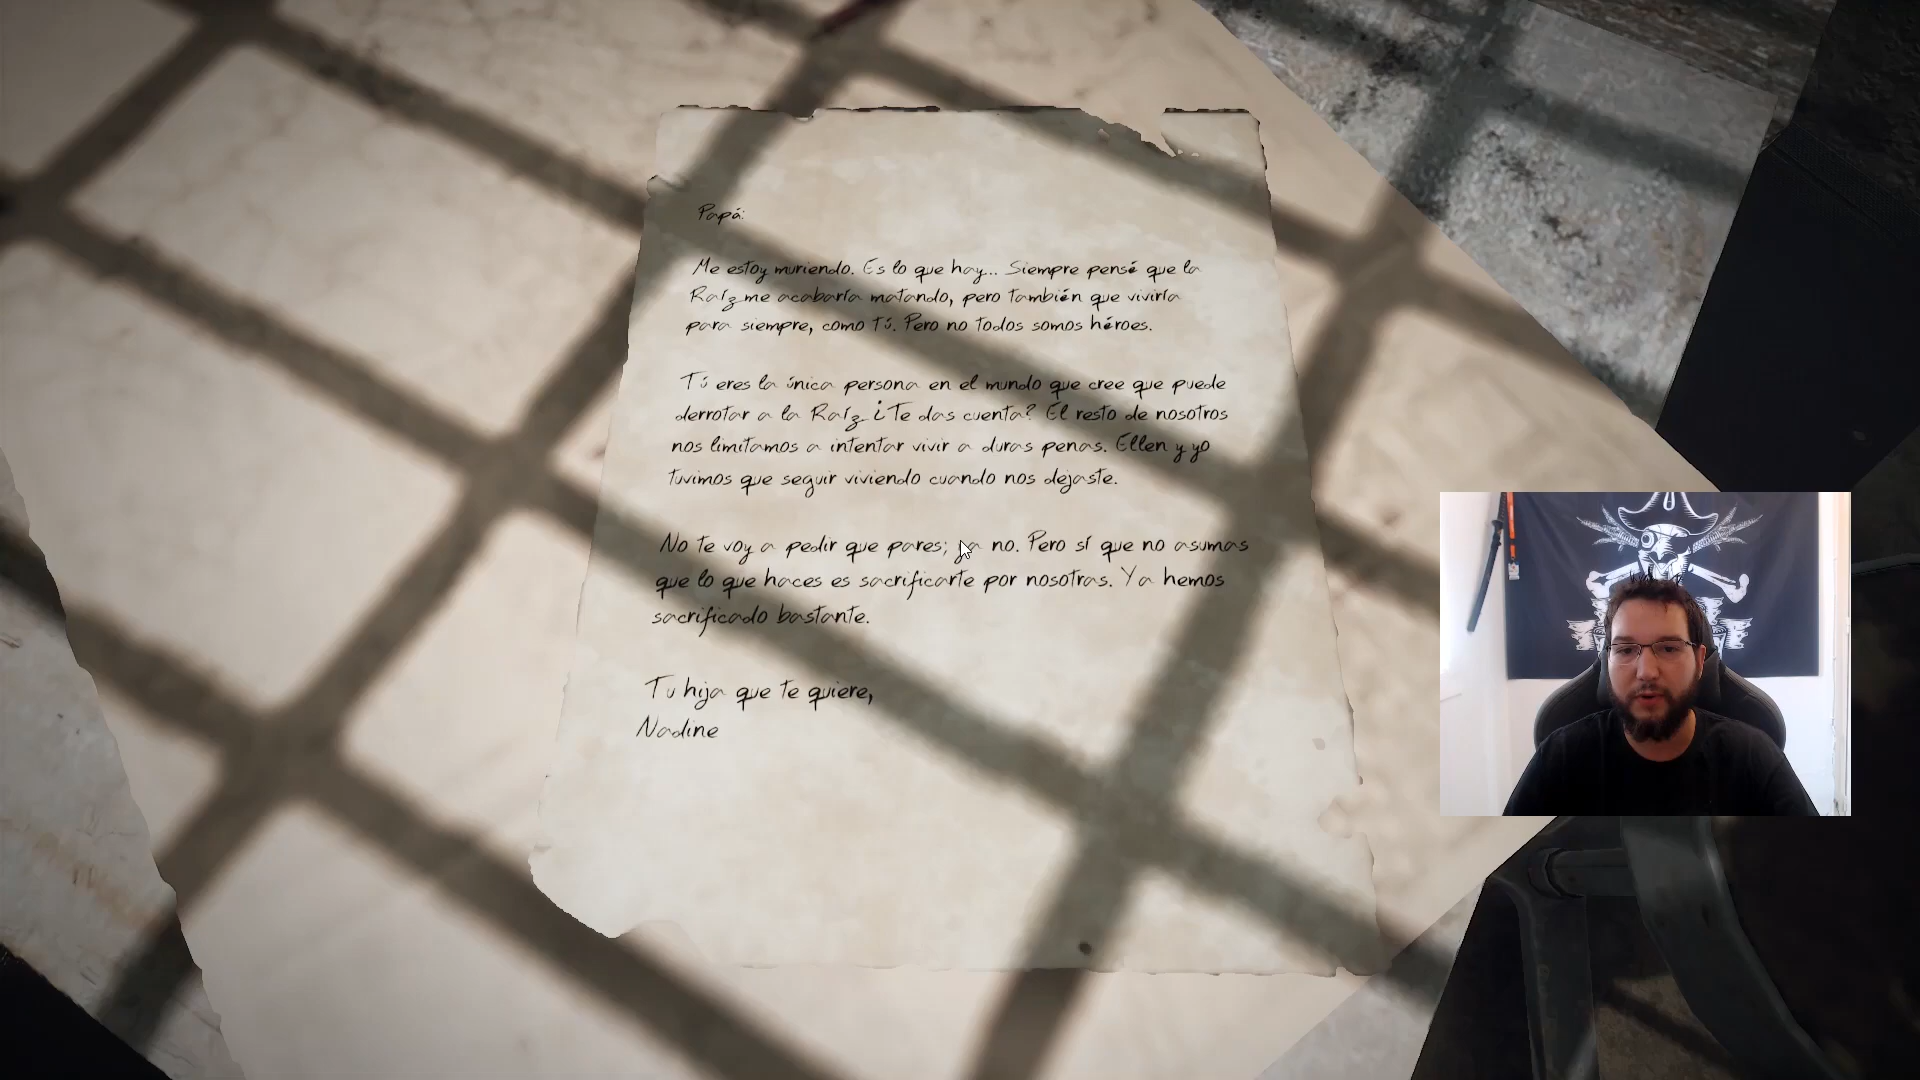 Papá:
Me estoy muriendo. Es lo que hay... Siempre pensé que la
Raíz me acabaría matando, pero también que viviría
para siempre, como tú. Pero no todos somos héroes.
Tú eres la única persona en el mundo que cree que puede
derrotar a la Raíz ¿Te das cuenta? El resto de nosotros
nos limitamos a intentar vivir a duras penas. Ellen y yo
tuvimos que seguir viviendo cuando nos dejaste.
No te voy a pedir que pares; ya no. Pero sí que no asumas
que lo que haces es sacrificarte por nosotras. Ya hemos
sacrificado bastante.
Tu hija que te quiere,
Nadine